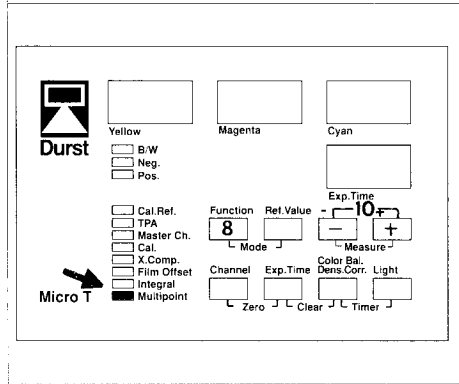 Yellow Magenta Cyan
Durst
B/W
Neg.
Pos.
Exp.Time
Cal.Ref.
TPA
Master Ch.
Cal.
X.Comp.
Film Offset
Integral
Multipoint
Micro T
Function Ref.Value - 10+
8 - +
Mode Measure
Channel Exp.Time Color Bal. Dens.Corr. Light
Zero Clear Timer